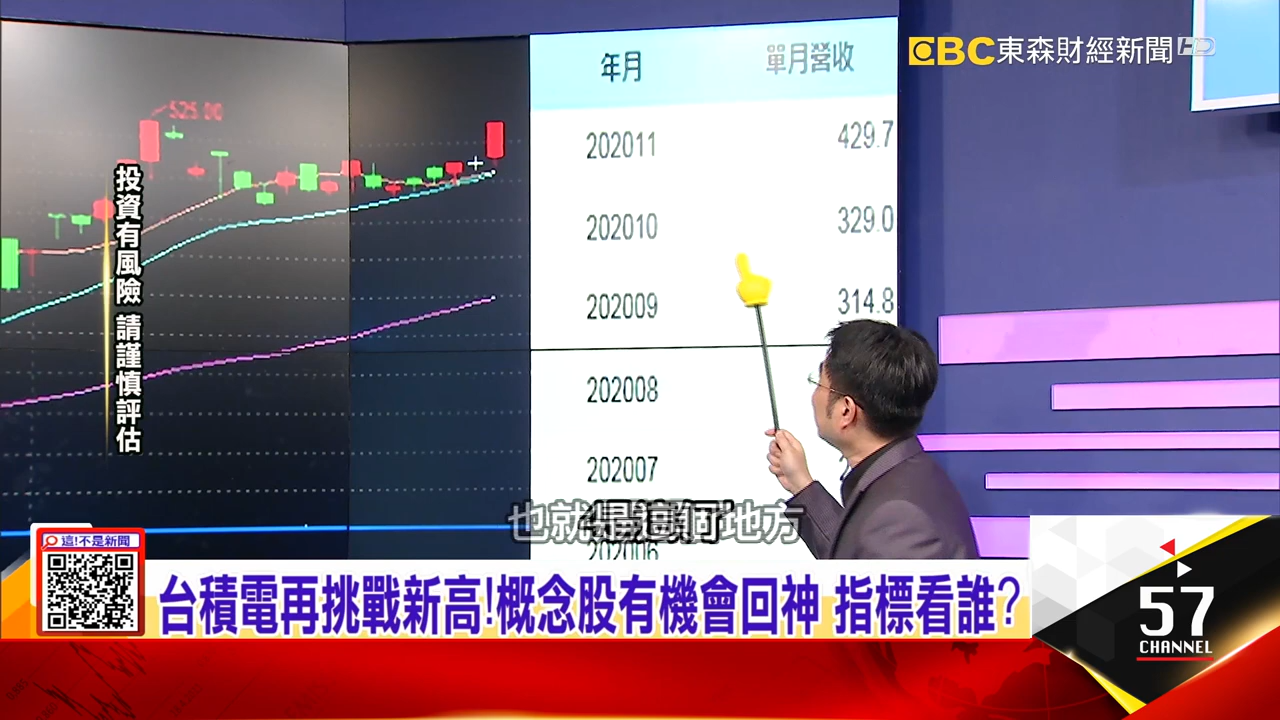 EBC 東森財經新聞 HD
525.00
年月 單月營收
202011 429.7
202010 329.0
202009 314.8
202008
202007
202006
投資有風險 請謹慎評估
這!不是新聞
台積電再挑戰新高!概念股有機會回神 指標看誰?
57
CHANNEL